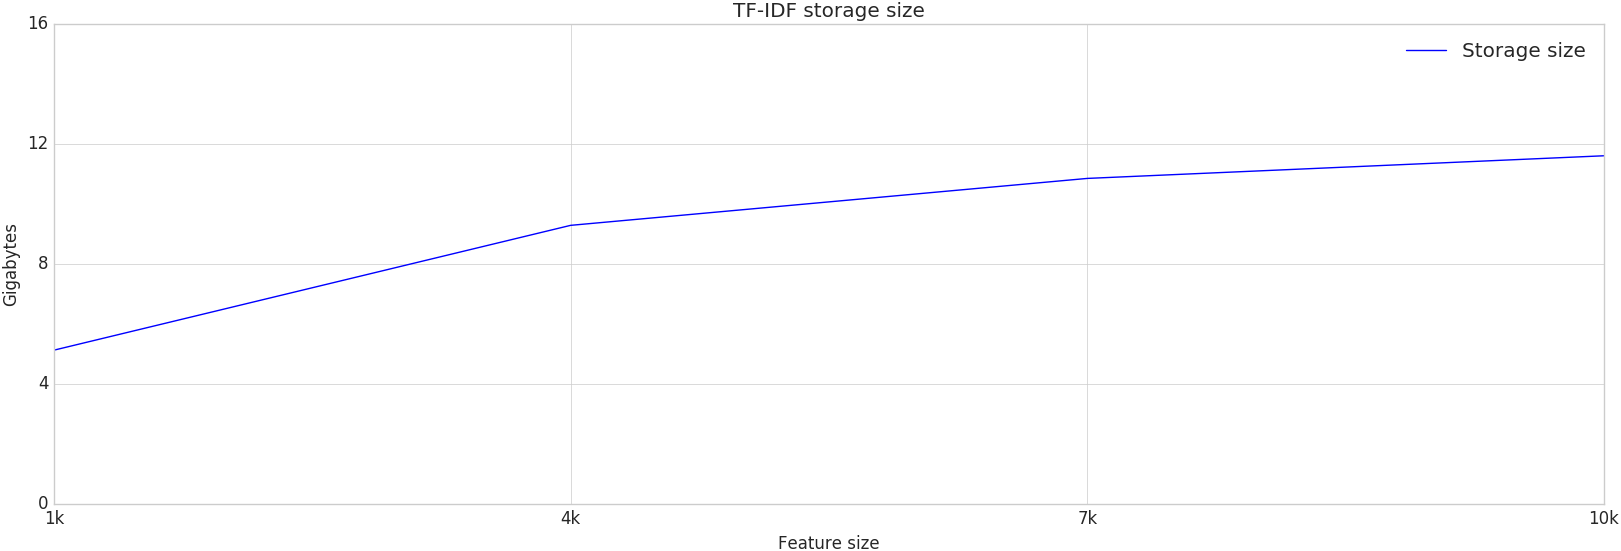 TF-IDF storage size
16
12
8
4
0
Gigabytes
Storage size
1k 4k 7k 10k
Feature size